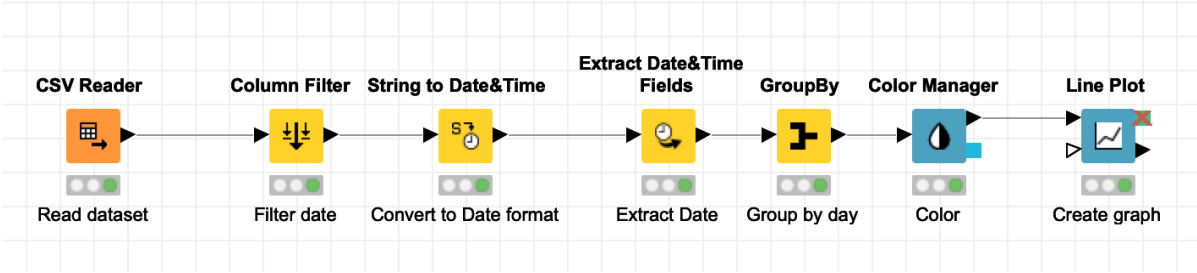 Extract Date&Time
CSV Reader Column Filter String to Date&Time Fields GroupBy Color Manager Line Plot
S
Read dataset Filter date Convert to Date format Extract Date Group by day Color Create graph